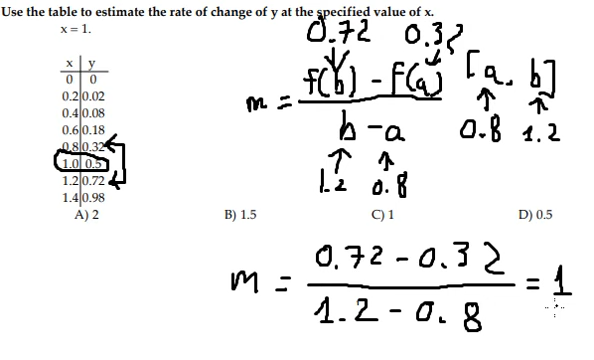 Use the table to estimate the rate of change of y at the specified value of x.
x = 1.
0.72 0.32
x y
0 0
0.2 0.02
0.4 0.08
0.6 0.18
0.8 0.32
1.0 0.5
1.2 0.72
1.4 0.98
m = f(b) - f(a) [a, b]
b - a 0.8 1.2
1.2 0.8
A) 2 B) 1.5 C) 1 D) 0.5
m = 0.72 - 0.32 = 1
1.2 - 0.8